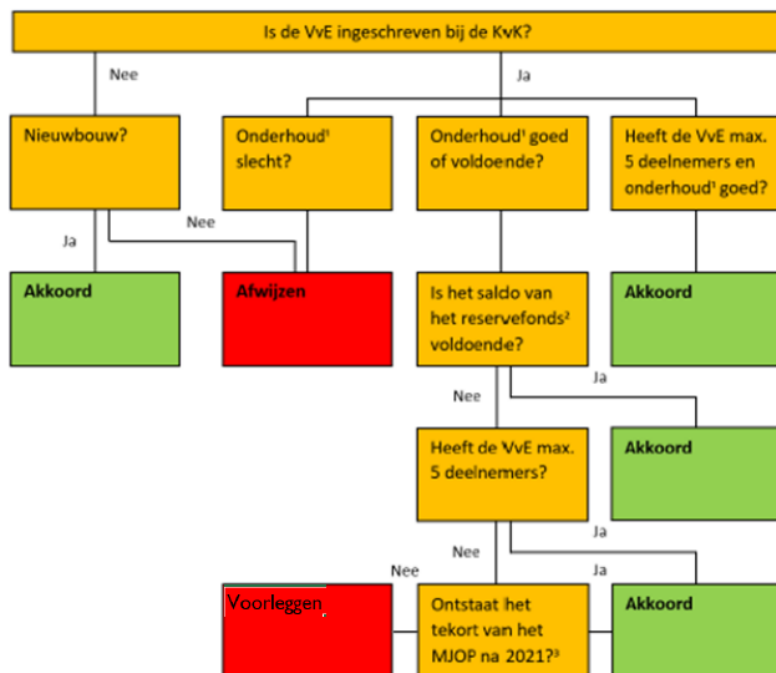 Is de VvE ingeschreven bij de KvK?
Nee
Ja
Nieuwbouw?
Onderhoud¹
slecht?
Onderhoud¹ goed
of voldoende?
Heeft de VvE max.
5 deelnemers en
onderhoud¹ goed?
Ja
Nee
Akkoord
Afwijzen
Is het saldo van
het reservefonds²
voldoende?
Akkoord
Nee
Ja
Heeft de VvE max.
5 deelnemers?
Akkoord
Nee
Ja
Nee
Ja
Voorleggen
Ontstaat het
tekort van het
MJOP na 2021?³
Akkoord